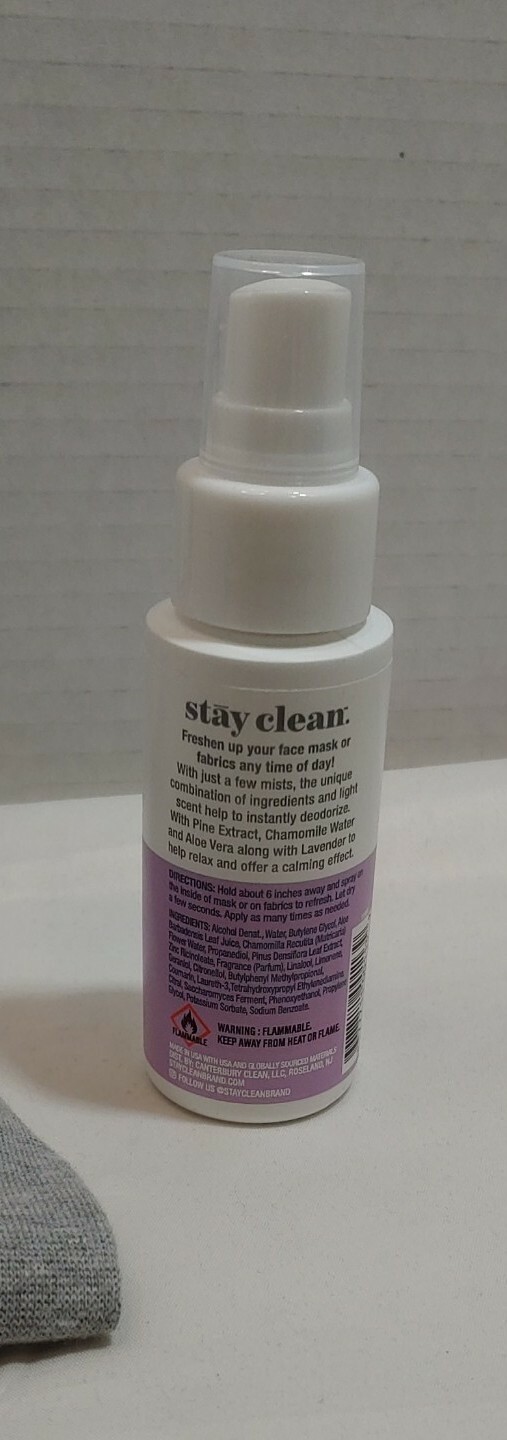 stāy clean™
Freshen up your face mask or
fabrics any time of day!
With just a few mists, the unique
combination of ingredients and light
scent help to instantly deodorize.
With Pine Extract, Chamomile Water
and Aloe Vera along with Lavender to
help relax and offer a calming effect.
DIRECTIONS: Hold about 6 inches away and spray on
the inside of mask or on fabrics to refresh. Let dry
a few seconds. Apply as many times as needed.
INGREDIENTS: Alcohol Denat., Water, Butylene Glycol, Aloe
Barbadensis Leaf Juice, Chamomilla Recutita (Matricaria)
Flower Water, Propanediol, Pinus Densiflora Leaf Extract,
Zinc Ricinoleate, Fragrance (Parfum), Linalool, Limonene,
Geraniol, Citronellol, Butylphenyl Methylpropional,
Coumarin, Laureth-3, Tetrahydroxypropyl Ethylenediamine,
Citral, Saccharomyces Ferment, Phenoxyethanol, Propylene
Glycol, Potassium Sorbate, Sodium Benzoate.
FLAMMABLE
WARNING : FLAMMABLE.
KEEP AWAY FROM HEAT OR FLAME.
MADE IN USA WITH USA AND GLOBALLY SOURCED MATERIALS
DIST. BY: CANTERBURY CLEAN, LLC, ROSELAND, NJ
STAYCLEANBRAND.COM
FOLLOW US @STAYCLEANBRAND